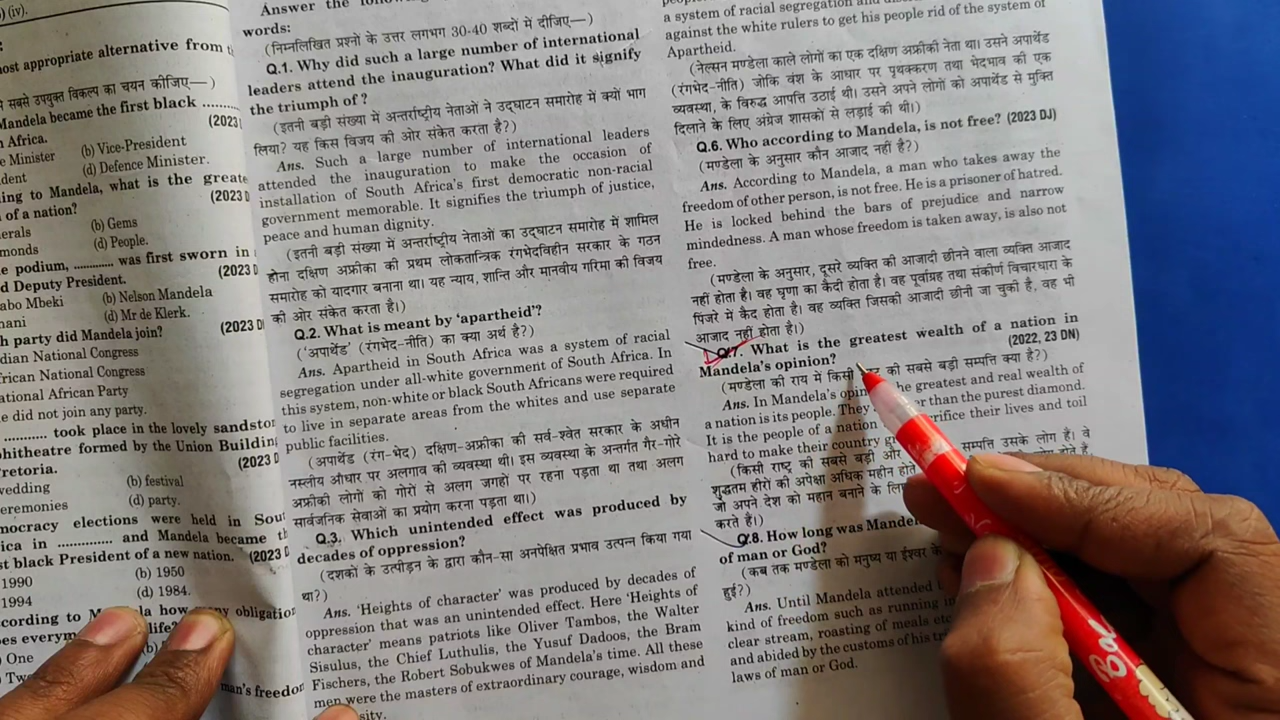 (iv).
most appropriate alternative from
से सबसे उपयुक्त विकल्प का चयन कीजिए—)
Mandela became the first black ..........
Africa. (2023
Minister (b) Vice-President
(d) Defence Minister.
to Mandela, what is the
of a nation? (2023 D
(b) Gems
(d) People.
podium, ............ was first sworn in
Deputy President. (2023 D
Mbeki (b) Nelson Mandela
(d) Mr de Klerk.
party did Mandela join?
National Congress
National Congress
African Party
did not join any party.
........... took place in the lovely
formed by the Union
(2023 D
(b) festival
(d) party.
elections were held in
in ............. and Mandela became
black President of a new nation. (2023 D
1990 (b) 1950
1994 (d) 1984.
to how obligation
life?
One (b)
man's
Answer the
words:
(निम्नलिखित प्रश्नों के उत्तर लगभग 30-40 शब्दों में दीजिए—)
Q.1. Why did such a large number of international
leaders attend the inauguration? What did it signify
the triumph of ?
(इतनी बड़ी संख्या में अन्तर्राष्ट्रीय नेताओं ने उद्घाटन समारोह में क्यों भाग
लिया? यह किस विजय की ओर संकेत करता है?)
Ans. Such a large number of international leaders
attended the inauguration to make the occasion of
installation of South Africa's first democratic non-racial
government memorable. It signifies the triumph of justice,
peace and human dignity.
(इतनी बड़ी संख्या में अन्तर्राष्ट्रीय नेताओं का उद्घाटन समारोह में शामिल
होना दक्षिण अफ्रीका की प्रथम लोकतान्त्रिक रंगभेदविहीन सरकार के गठन
समारोह को यादगार बनाना था। यह न्याय, शान्ति और मानवीय गरिमा की विजय
की ओर संकेत करता है।)
Q.2. What is meant by 'apartheid'?
('अपार्थेड' (रंगभेद-नीति) का क्या अर्थ है?)
Ans. Apartheid in South Africa was a system of racial
segregation under all-white government of South Africa. In
this system, non-white or black South Africans were required
to live in separate areas from the whites and use separate
public facilities.
(अपार्थेड (रंग-भेद) दक्षिण-अफ्रीका की सर्व-श्वेत सरकार के अधीन
नस्लीय औधार पर अलगाव की व्यवस्था थी। इस व्यवस्था के अन्तर्गत गैर-गोरे
अफ्रीकी लोगों को गोरों से अलग जगहों पर रहना पड़ता था तथा अलग
सार्वजनिक सेवाओं का प्रयोग करना पड़ता था।)
Q.3. Which unintended effect was produced by
decades of oppression?
(दशकों के उत्पीड़न के द्वारा कौन-सा अनपेक्षित प्रभाव उत्पन्न किया गया
था?)
Ans. 'Heights of character' was produced by decades of
oppression that was an unintended effect. Here 'Heights of
character' means patriots like Oliver Tambos, the Walter
Sisulus, the Chief Luthulis, the Yusuf Dadoos, the Bram
Fischers, the Robert Sobukwes of Mandela's time. All these
men were the masters of extraordinary courage, wisdom and
a system of racial segregation and
against the white rulers to get his people rid of the system of
Apartheid.
(नेल्सन मण्डेला काले लोगों का एक दक्षिण अफ्रीकी नेता था। उसने अपार्थेड
(रंगभेद-नीति) जोकि वंश के आधार पर पृथक्करण तथा भेदभाव की एक
व्यवस्था, के विरुद्ध आपत्ति उठाई थी। उसने अपने लोगों को अपार्थेड से मुक्ति
दिलाने के लिए अंग्रेज शासकों से लड़ाई की थी।)
Q.6. Who according to Mandela, is not free? (2023 DJ)
(मण्डेला के अनुसार कौन आजाद नहीं है?)
Ans. According to Mandela, a man who takes away the
freedom of other person, is not free. He is a prisoner of hatred.
He is locked behind the bars of prejudice and narrow
mindedness. A man whose freedom is taken away, is also not
free.
(मण्डेला के अनुसार, दूसरे व्यक्ति की आजादी छीनने वाला व्यक्ति आजाद
नहीं होता है। वह घृणा का कैदी होता है। वह पूर्वाग्रह तथा संकीर्ण विचारधारा के
पिंजरे में कैद होता है। वह व्यक्ति जिसकी आजादी छीनी जा चुकी है, वह भी
आजाद नहीं होता है।)
Q.7. What is the greatest wealth of a nation in
Mandela's opinion? (2022, 23 DN)
(मण्डेला की राय में किसी की सबसे बड़ी सम्पत्ति क्या है?)
Ans. In Mandela's the greatest and real wealth of
a nation is its people. They than the purest diamond.
It is the people of a nation their lives and toil
hard to make their country
(किसी राष्ट्र की सबसे बड़ी और सम्पत्ति उसके लोग हैं। वे
शुद्धतम हीरों की अपेक्षा अधिक महीन होते
जो अपने देश को महान बनाने के
करते हैं।)
Q.8. How long was
of man or God?
(कब तक मण्डेला को मनुष्य या ईश्वर के
हुई?)
Ans. Until Mandela attended
kind of freedom such as running
clear stream, roasting of meals
and abided by the customs of his
laws of man or God.